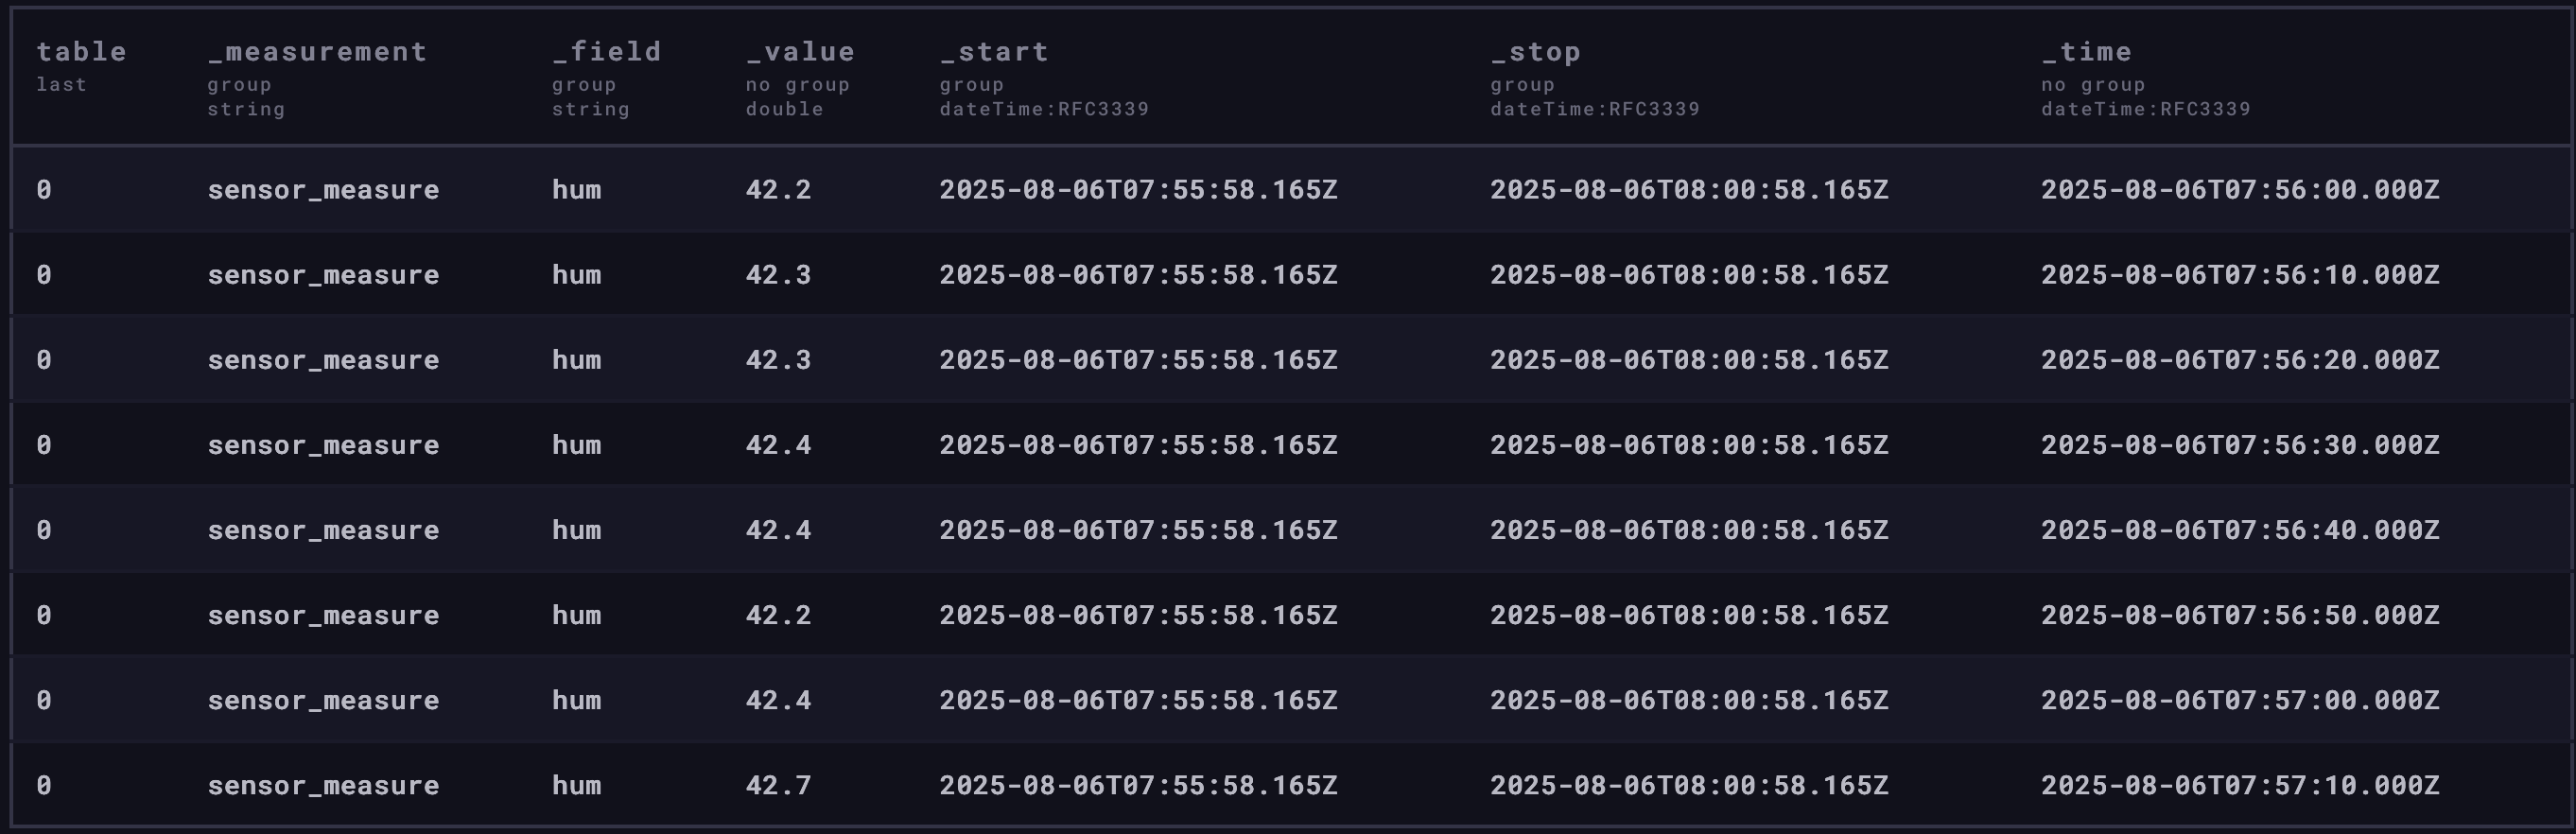 table _measurement _field _value _start _stop _time
last group group no group group group no group
string string double dateTime:RFC3339 dateTime:RFC3339 dateTime:RFC3339
0 sensor_measure hum 42.2 2025-08-06T07:55:58.165Z 2025-08-06T08:00:58.165Z 2025-08-06T07:56:00.000Z
0 sensor_measure hum 42.3 2025-08-06T07:55:58.165Z 2025-08-06T08:00:58.165Z 2025-08-06T07:56:10.000Z
0 sensor_measure hum 42.3 2025-08-06T07:55:58.165Z 2025-08-06T08:00:58.165Z 2025-08-06T07:56:20.000Z
0 sensor_measure hum 42.4 2025-08-06T07:55:58.165Z 2025-08-06T08:00:58.165Z 2025-08-06T07:56:30.000Z
0 sensor_measure hum 42.4 2025-08-06T07:55:58.165Z 2025-08-06T08:00:58.165Z 2025-08-06T07:56:40.000Z
0 sensor_measure hum 42.2 2025-08-06T07:55:58.165Z 2025-08-06T08:00:58.165Z 2025-08-06T07:56:50.000Z
0 sensor_measure hum 42.4 2025-08-06T07:55:58.165Z 2025-08-06T08:00:58.165Z 2025-08-06T07:57:00.000Z
0 sensor_measure hum 42.7 2025-08-06T07:55:58.165Z 2025-08-06T08:00:58.165Z 2025-08-06T07:57:10.000Z